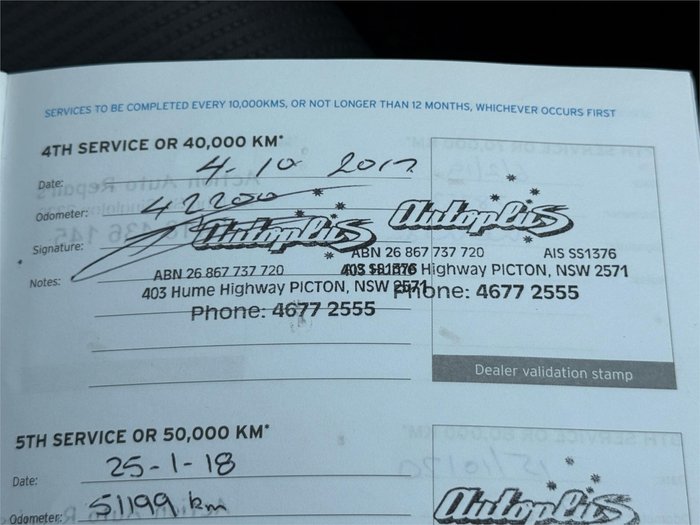 SERVICES TO BE COMPLETED EVERY 10,000KMS, OR NOT LONGER THAN 12 MONTHS, WHICHEVER OCCURS FIRST
4TH SERVICE OR 40,000 KM*
Date: 4-10 2017
Odometer: 42200
Signature:
Autoplus
ABN 26 867 737 720
403 Hume Highway PICTON, NSW 2571
Phone: 4677 2555
Notes:
Autoplus
ABN 26 867 737 720 AIS SS1376
Highway PICTON, NSW 2571
Phone: 4677 2555
Dealer validation stamp
5TH SERVICE OR 50,000 KM*
Date: 25-1-18
Odometer: 51199 km
Autoplus